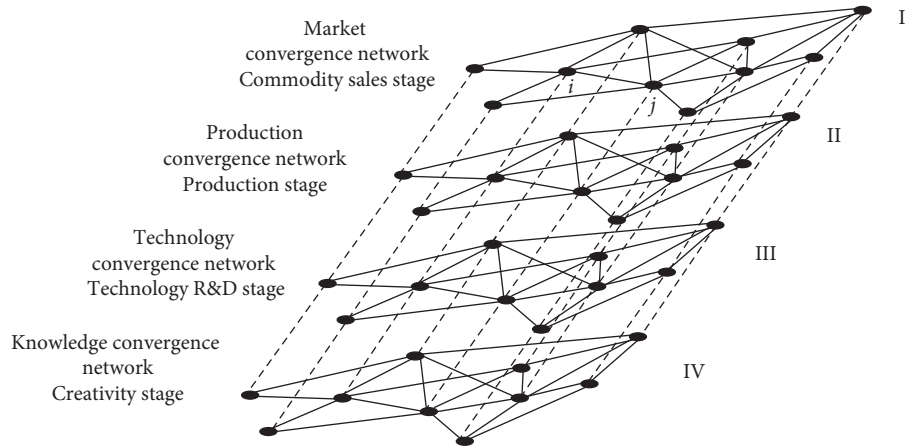 Market
convergence network
Commodity sales stage
I
i
j
Production
convergence network
Production stage
II
Technology
convergence network
Technology R&D stage
III
Knowledge convergence
network
Creativity stage
IV